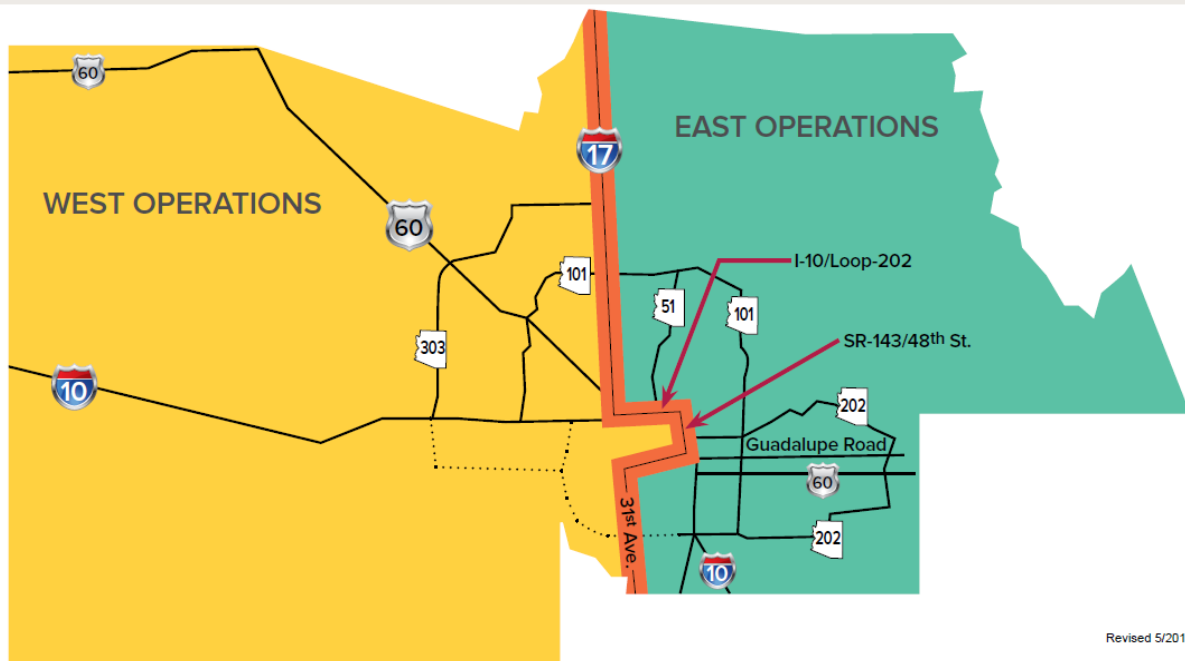 60
EAST OPERATIONS
17
WEST OPERATIONS
60
I-10/Loop-202
101
51
101
SR-143/48th St.
303
10
202
Guadalupe Road
60
31st Ave.
202
10
Revised 5/201